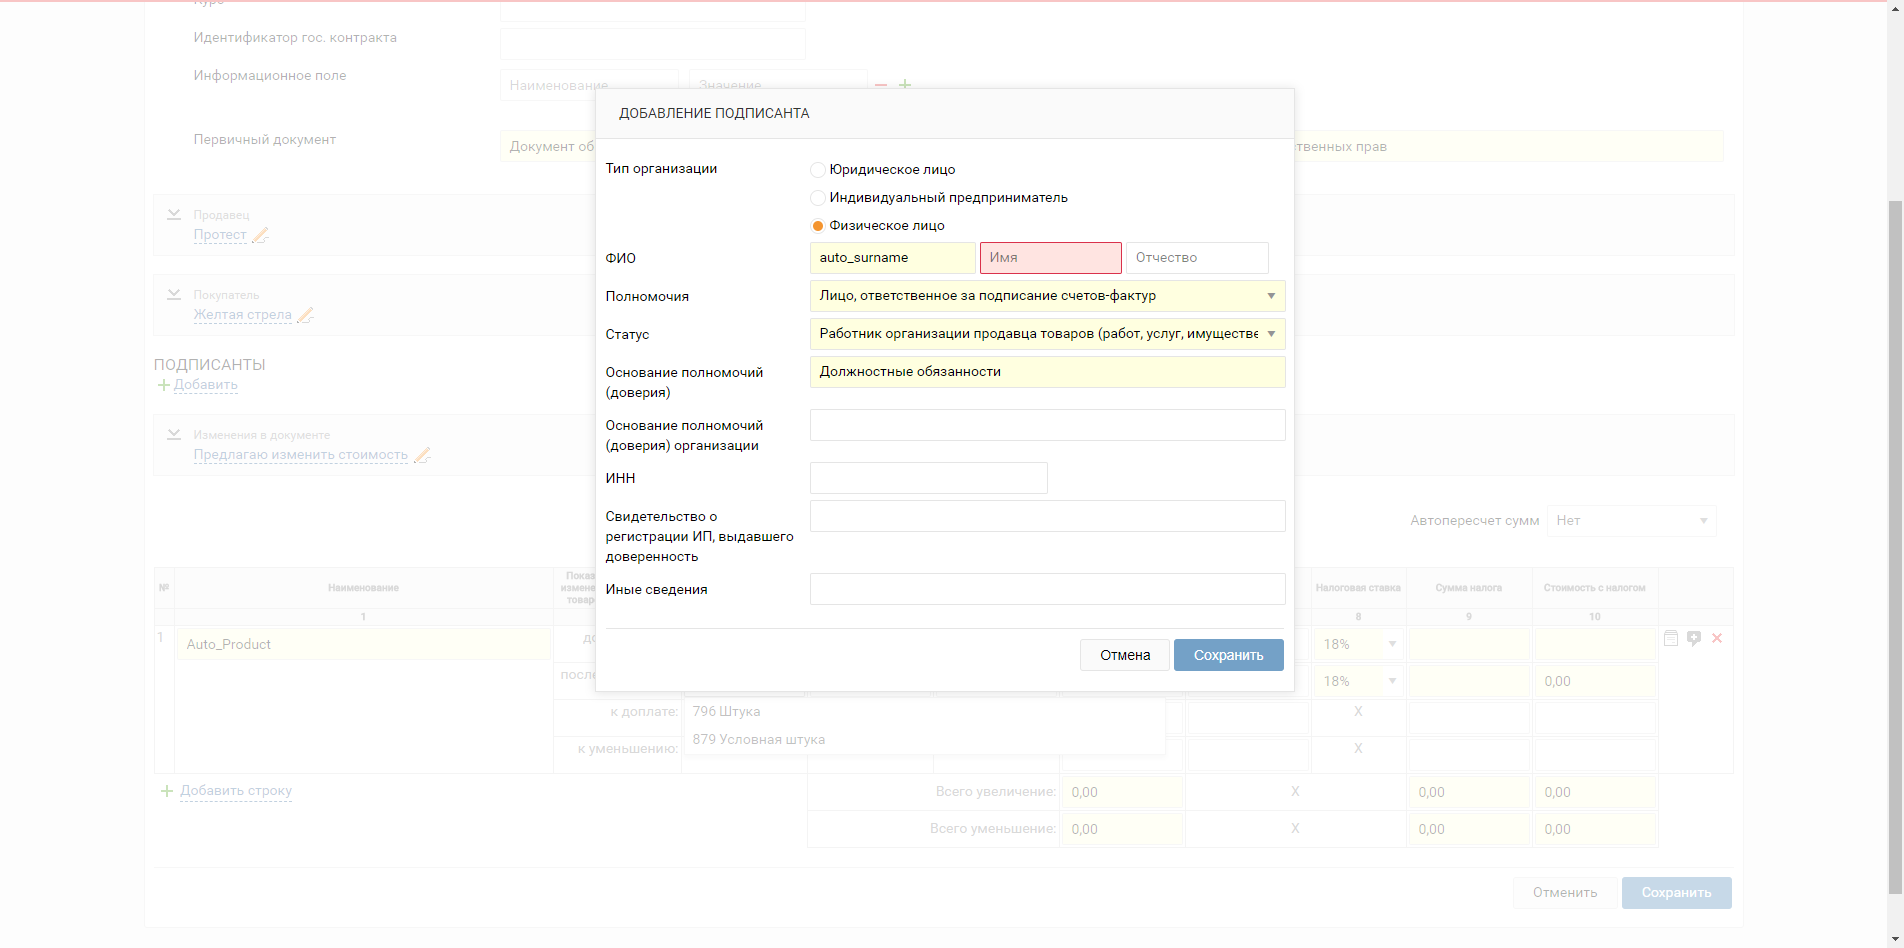 Курс
Идентификатор гос. контракта
Информационное поле
Наименование
Значение
Первичный документ
Документ об
твенных прав
Продавец
Протест
Покупатель
Желтая стрела
ПОДПИСАНТЫ
Добавить
Изменения в документе
Предлагаю изменить стоимость
ДОБАВЛЕНИЕ ПОДПИСАНТА
Тип организации
Юридическое лицо
Индивидуальный предприниматель
Физическое лицо
ФИО
auto_surname
Имя
Отчество
Полномочия
Лицо, ответственное за подписание счетов-фактур
Статус
Работник организации продавца товаров (работ, услуг, имуществе
Основание полномочий
(доверия)
Должностные обязанности
Основание полномочий
(доверия) организации
ИНН
Свидетельство о
регистрации ИП, выдавшего
доверенность
Иные сведения
Отмена
Сохранить
Автопересчет сумм
Нет
№
Наименование
Показ
измене
товар
Налоговая ставка
Сумма налога
Стоимость с налогом
1
8
9
10
1
Auto_Product
до
18%
после
18%
0,00
к доплате:
796 Штука
X
879 Условная штука
к уменьшению:
X
Добавить строку
Всего увеличение:
0,00
X
0,00
0,00
Всего уменьшение:
0,00
X
0,00
0,00
Отменить
Сохранить